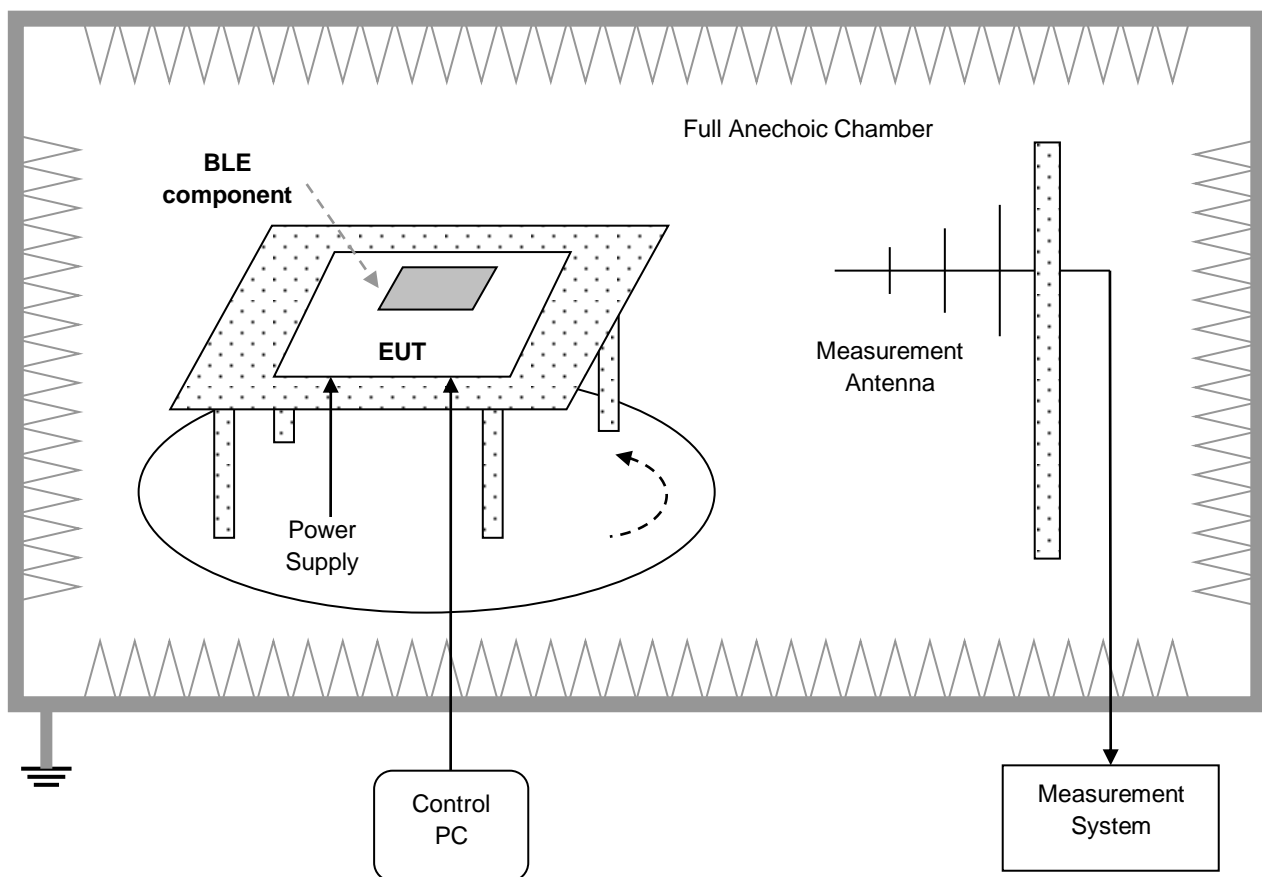 Full Anechoic Chamber
BLE
component
EUT
Measurement
Antenna
Power
Supply
Control
PC
Measurement
System